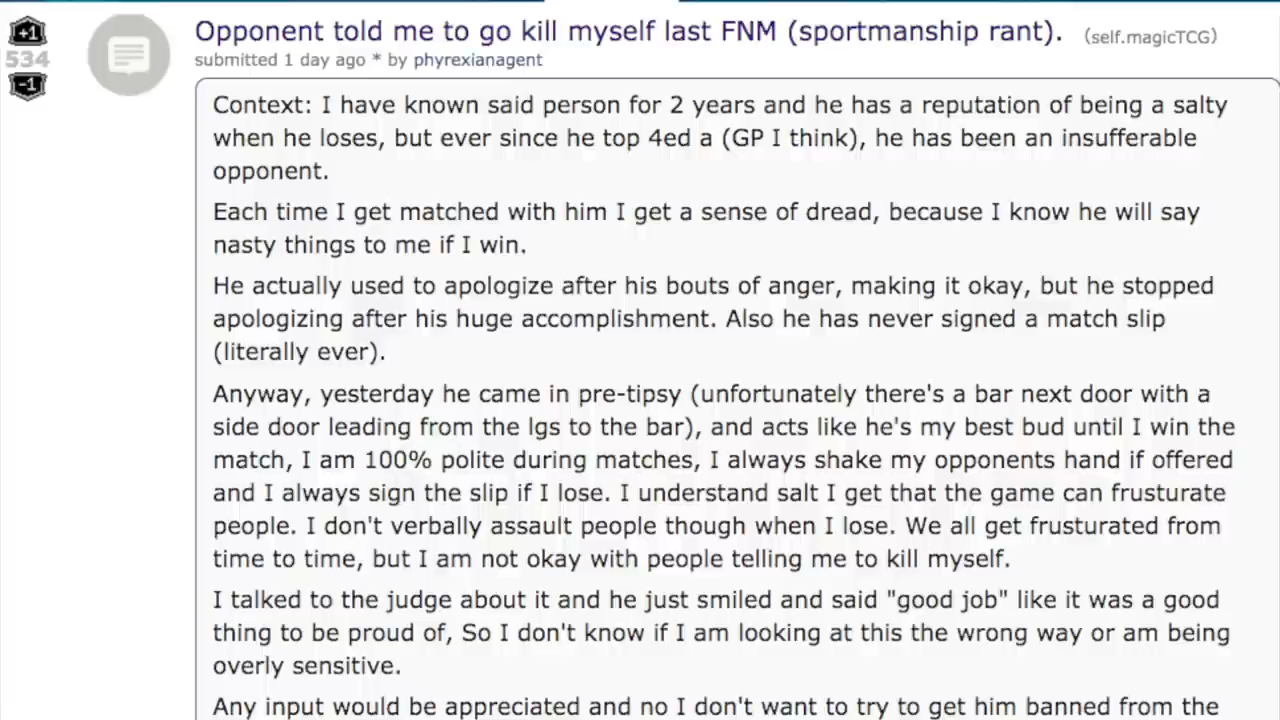 Opponent told me to go kill myself last FNM (sportmanship rant). (self.magicTCG)
+1
534
-1
submitted 1 day ago * by phyrexianagent
Context: I have known said person for 2 years and he has a reputation of being a salty
when he loses, but ever since he top 4ed a (GP I think), he has been an insufferable
opponent.
Each time I get matched with him I get a sense of dread, because I know he will say
nasty things to me if I win.
He actually used to apologize after his bouts of anger, making it okay, but he stopped
apologizing after his huge accomplishment. Also he has never signed a match slip
(literally ever).
Anyway, yesterday he came in pre-tipsy (unfortunately there's a bar next door with a
side door leading from the lgs to the bar), and acts like he's my best bud until I win the
match, I am 100% polite during matches, I always shake my opponents hand if offered
and I always sign the slip if I lose. I understand salt I get that the game can frusturate
people. I don't verbally assault people though when I lose. We all get frusturated from
time to time, but I am not okay with people telling me to kill myself.
I talked to the judge about it and he just smiled and said "good job" like it was a good
thing to be proud of, So I don't know if I am looking at this the wrong way or am being
overly sensitive.
Any input would be appreciated and no I don't want to try to get him banned from the